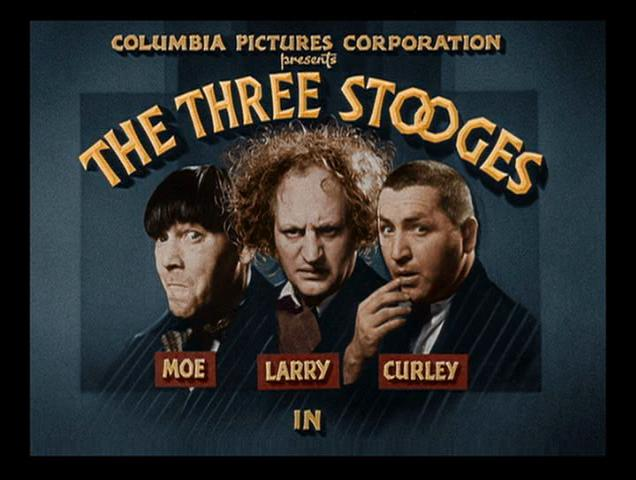 COLUMBIA PICTURES CORPORATION
presents
THE THREE STOOGES
MOE LARRY CURLEY
IN